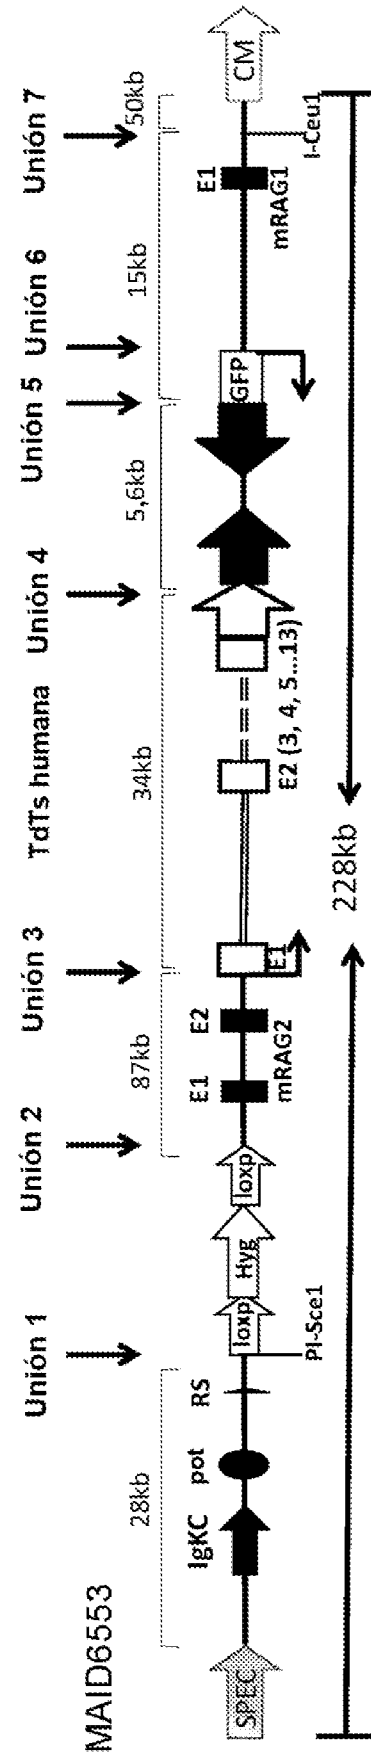 MAID6553
Unión 1
Unión 2
Unión 3
TdTs humana
Unión 4
Unión 5
Unión 6
Unión 7
28kb
87kb
34kb
5,6kb
15kb
50kb
IgKC
pot
RS
E1
E2
E1
SPEC
loxp
Hyg
loxp
GFP
CM
PI-Sce1
mRAG2
E1
E2 (3, 4, 5...13)
mRAG1
I-Ceu1
228kb